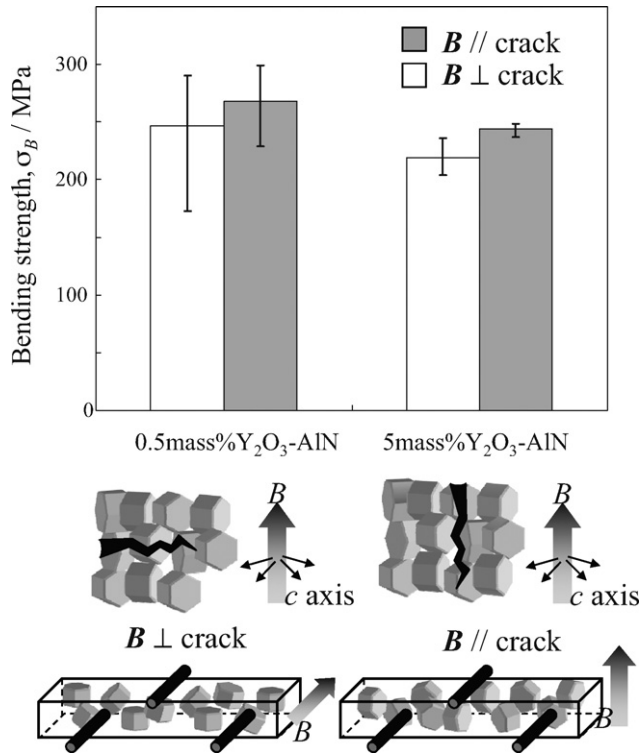 Bending strength, σB / MPa
300
200
100
0
B // crack
B ⊥ crack
0.5mass%Y2O3-AlN
5mass%Y2O3-AlN
B
c axis
B
c axis
B ⊥ crack
B // crack
B
B